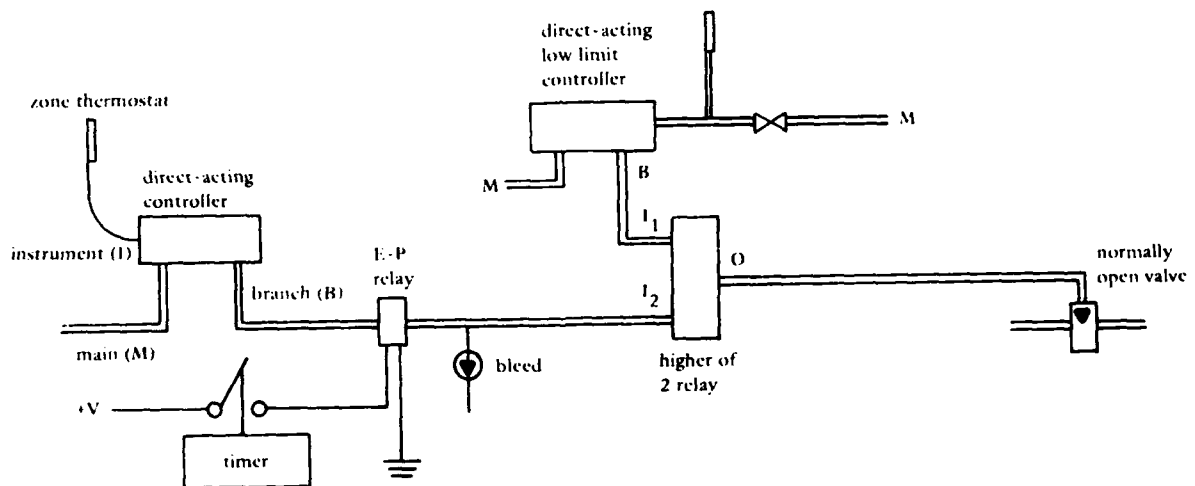 direct-acting
low limit
controller
zone thermostat
M
direct-acting
controller
M
B
I1
instrument (I)
E-P
relay
O
normally
open valve
branch (B)
I2
main (M)
bleed
higher of
2 relay
+V
timer